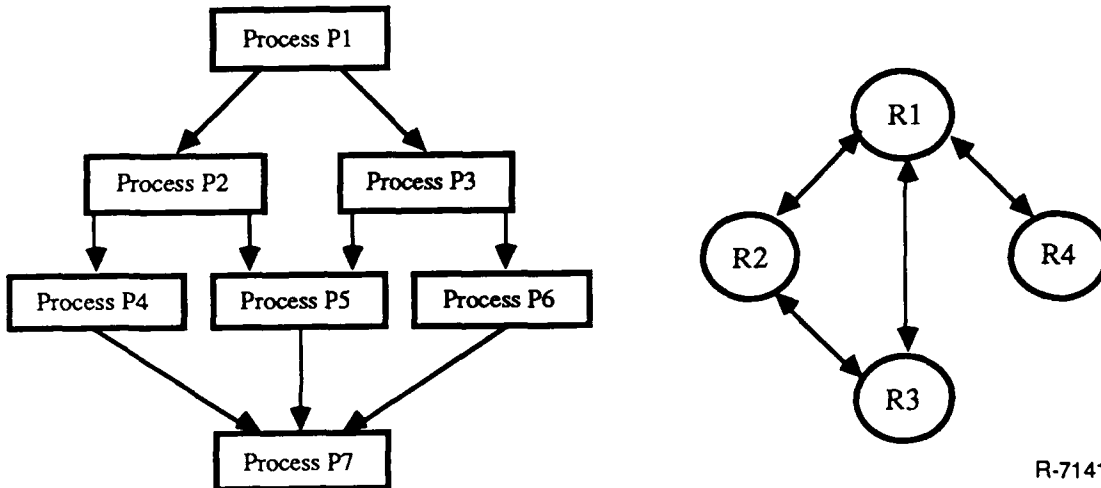 Process P1
Process P2
Process P3
Process P4
Process P5
Process P6
Process P7
R1
R2
R4
R3
R-7141